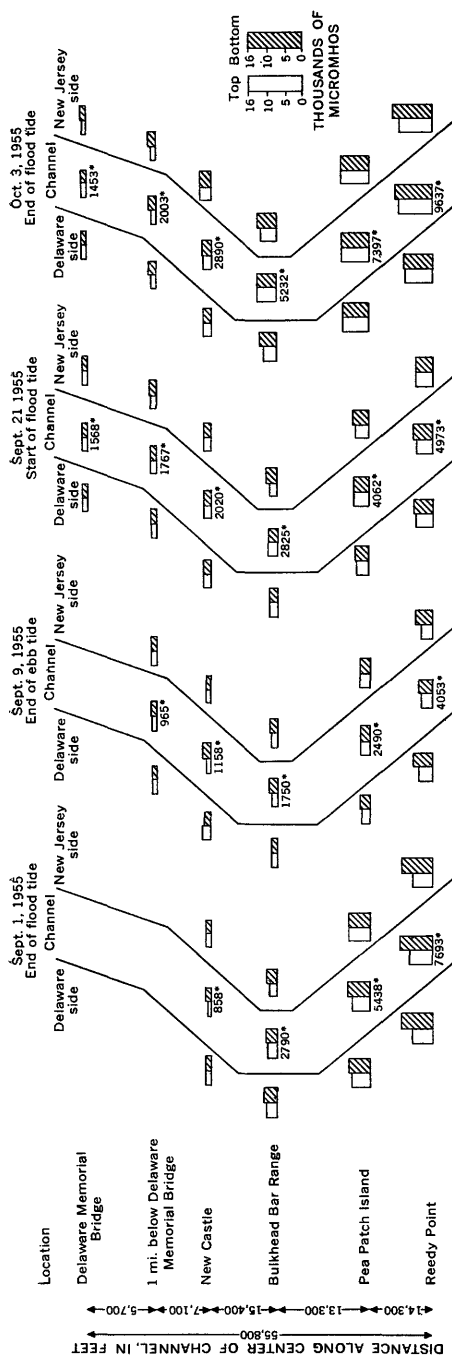 Sept. 1, 1955
End of flood tide
Delaware side
Channel
New Jersey side
Sept. 9, 1955
End of ebb tide
Delaware side
Channel
New Jersey side
Sept. 21 1955
Start of flood tide
Delaware side
Channel
New Jersey side
Oct. 3, 1955
End of flood tide
Delaware side
Channel
New Jersey side
Location
Delaware Memorial
Bridge
1568*
1453*
1 mi. below Delaware
Memorial Bridge
965*
1767*
2003*
New Castle
858*
1158*
2020*
2890*
Bulkhead Bar Range
2790*
1750*
2825*
5232*
Pea Patch Island
5438*
2490*
4062*
7397*
Reedy Point
7693*
4053*
4973*
9637*
Top Bottom
16 16
10 10
5 5
0 0
THOUSANDS OF
MICROMHOS
5,700
7,100
15,400
13,300
14,300
55,800
DISTANCE ALONG CENTER OF CHANNEL, IN FEET